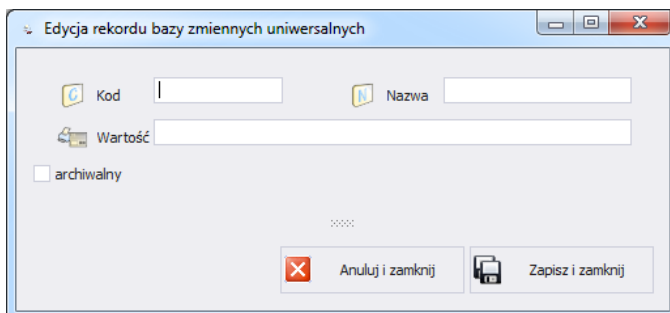 Edycja rekordu bazy zmiennych uniwersalnych
C Kod N Nazwa
Wartość
archiwalny
Anuluj i zamknij Zapisz i zamknij